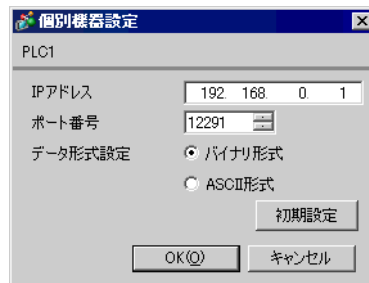 個別機器設定
PLC1
IPアドレス 192. 168. 0. 1
ポート番号 12291
データ形式設定 バイナリ形式
ASCII形式
初期設定
OK(O) キャンセル